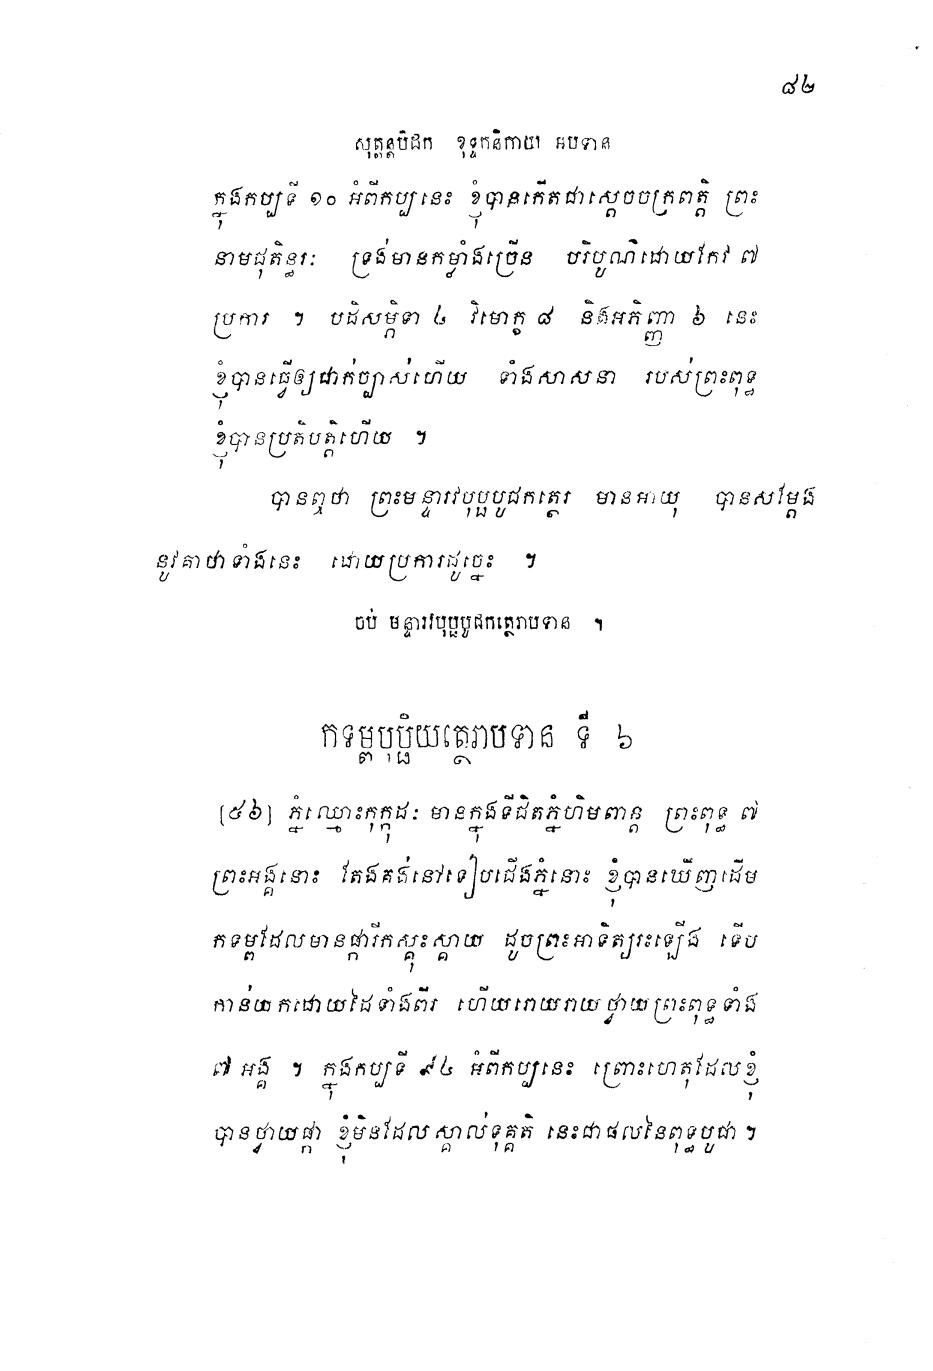 ៨២
សុត្តន្តបិដក ខុទ្ទកនិកាយ អបទាន
ក្នុងកប្បទី ១០ អំពីកប្បនេះ ខ្ញុំបានកើតជាស្តេចចក្រពត្តិ ព្រះ
នាមជុតិន្ធរៈ ទ្រង់មានកម្លាំងច្រើន បរិបូណ៌ដោយកែវ ៧
ប្រការ ។ បដិសម្ភិទា ៤ វិមោក្ខ ៨ និងអភិញ្ញា ៦ នេះ
ខ្ញុំបានធ្វើឲ្យជាក់ច្បាស់ហើយ ទាំងសាសនា របស់ព្រះពុទ្ធ
ខ្ញុំបានប្រតិបត្តិហើយ ។
បានឮថា ព្រះមន្ទារវបុប្ផបូជកត្ថេរ មានអាយុ បានសម្តែង
នូវគាថាទាំងនេះ ដោយប្រការដូច្នេះ ។
ចប់ មន្ទារវបុប្ផបូជកត្ថេរាបទាន ។
កទម្ពបុប្ផិយត្ថេរាបទាន ទី ៦
[៥៦] ភ្នំឈ្មោះកុក្កុដៈ មានក្នុងទីជិតភ្នំហិមពាន្ត ព្រះពុទ្ធ ៧
ព្រះអង្គនោះ តែងគង់នៅទៀបជើងភ្នំនោះ ខ្ញុំបានឃើញដើម
កទម្ពដែលមានផ្ការីកស្គុះស្គាយ ដូចព្រះអាទិត្យរះឡើង ទើប
កាន់យកដោយដៃទាំងពីរ ហើយរោយរាយថ្វាយព្រះពុទ្ធទាំង
៧ អង្គ ។ ក្នុងកប្បទី ៩៤ អំពីកប្បនេះ ព្រោះហេតុដែលខ្ញុំ
បានថ្វាយផ្កា ខ្ញុំមិនដែលស្គាល់ទុគ្គតិ នេះជាផលនៃពុទ្ធបូជា ។